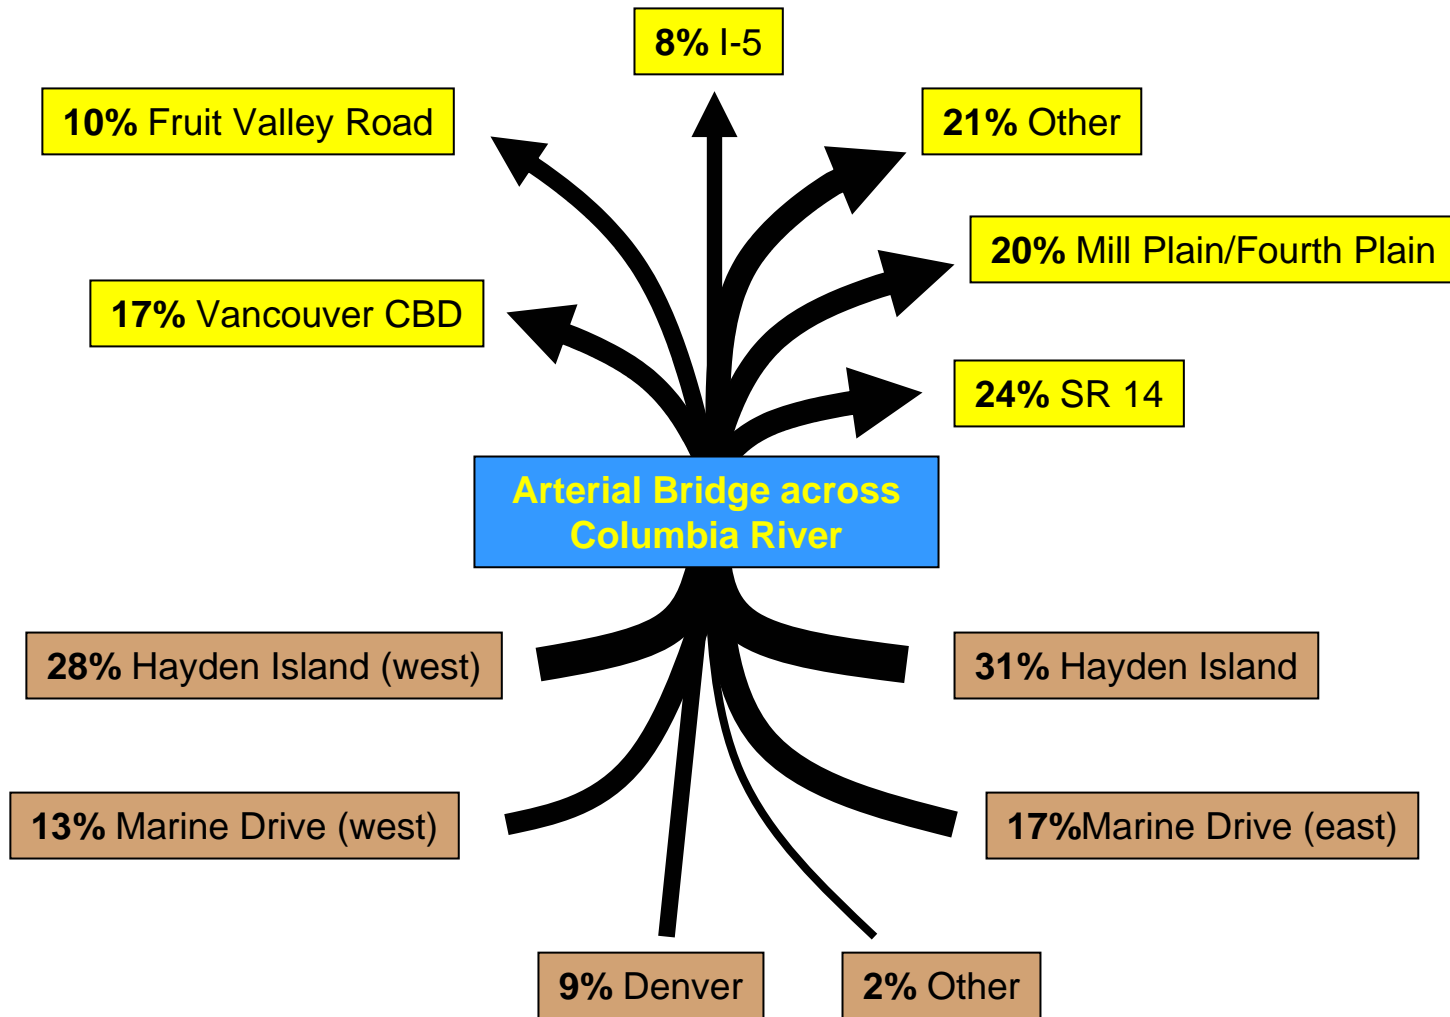 8% I-5
10% Fruit Valley Road
21% Other
20% Mill Plain/Fourth Plain
17% Vancouver CBD
24% SR 14
Arterial Bridge across
Columbia River
28% Hayden Island (west)
31% Hayden Island
13% Marine Drive (west)
17%Marine Drive (east)
9% Denver
2% Other